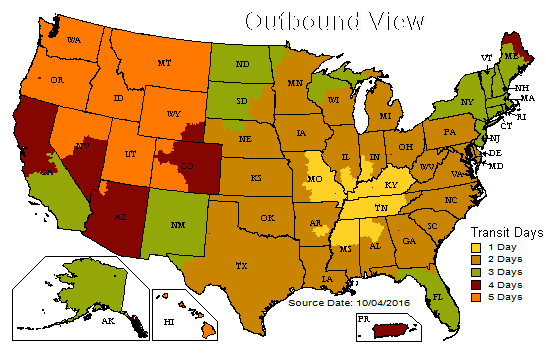 Outbound View
WA
MT
ND
MN
ME
VT
OR
ID
WY
SD
WI
MI
NY
NH
MA
RI
CT
NV
UT
CO
NE
IA
IL
IN
OH
PA
NJ
DE
MD
CA
KS
MO
KY
WV
VA
AZ
NM
OK
AR
TN
NC
TX
LA
MS
AL
GA
SC
FL
AK
HI
PR
Transit Days
1 Day
2 Days
3 Days
4 Days
5 Days
Source Date: 10/04/2016